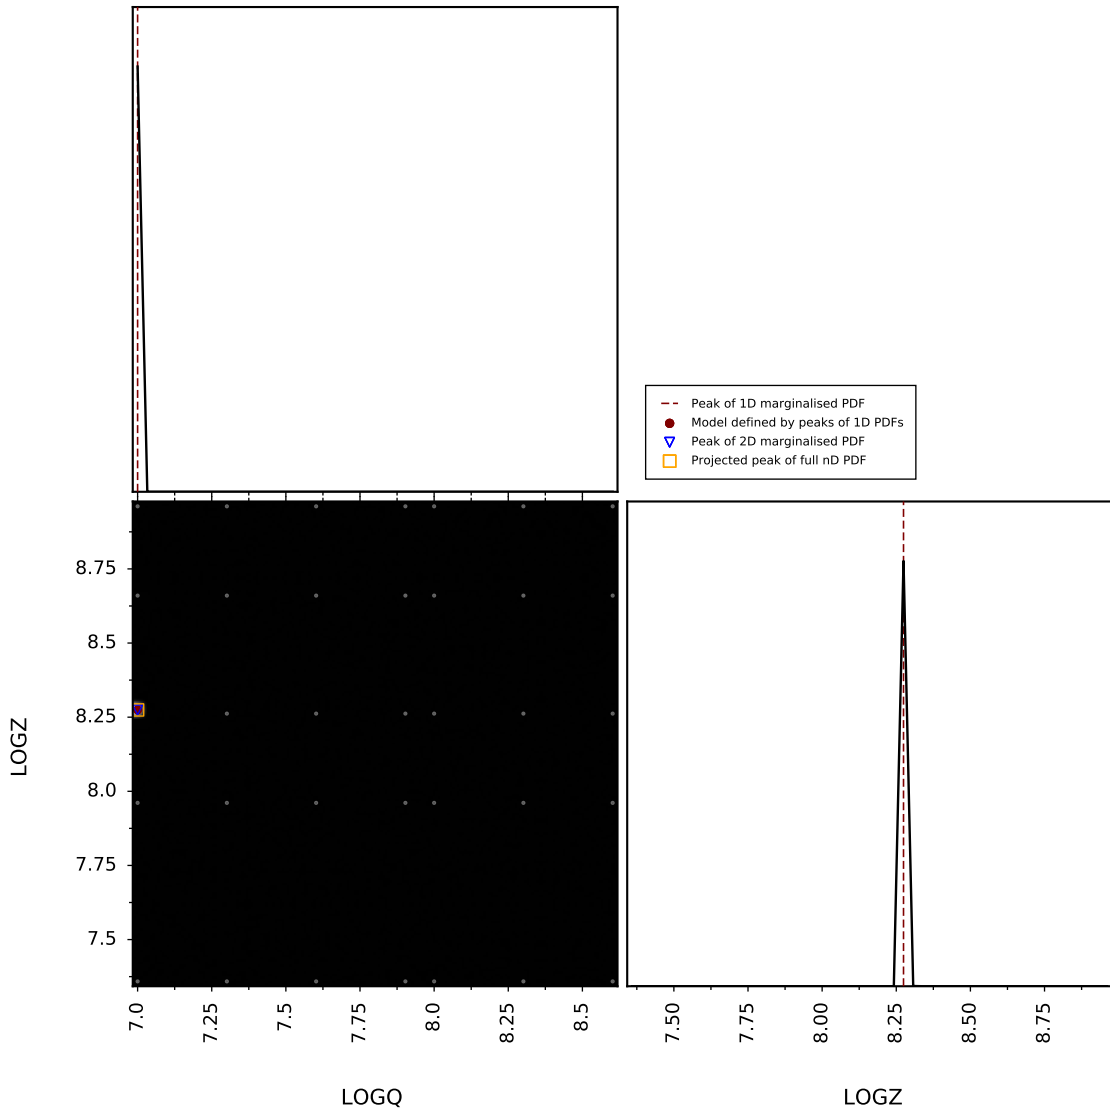 Peak of 1D marginalised PDF
Model defined by peaks of 1D PDFs
Peak of 2D marginalised PDF
Projected peak of full nD PDF
8.75
8.5
8.25
8.0
7.75
7.5
LOGZ
7.0 7.25 7.5 7.75 8.0 8.25 8.5
7.50 7.75 8.00 8.25 8.50 8.75
LOGQ
LOGZ